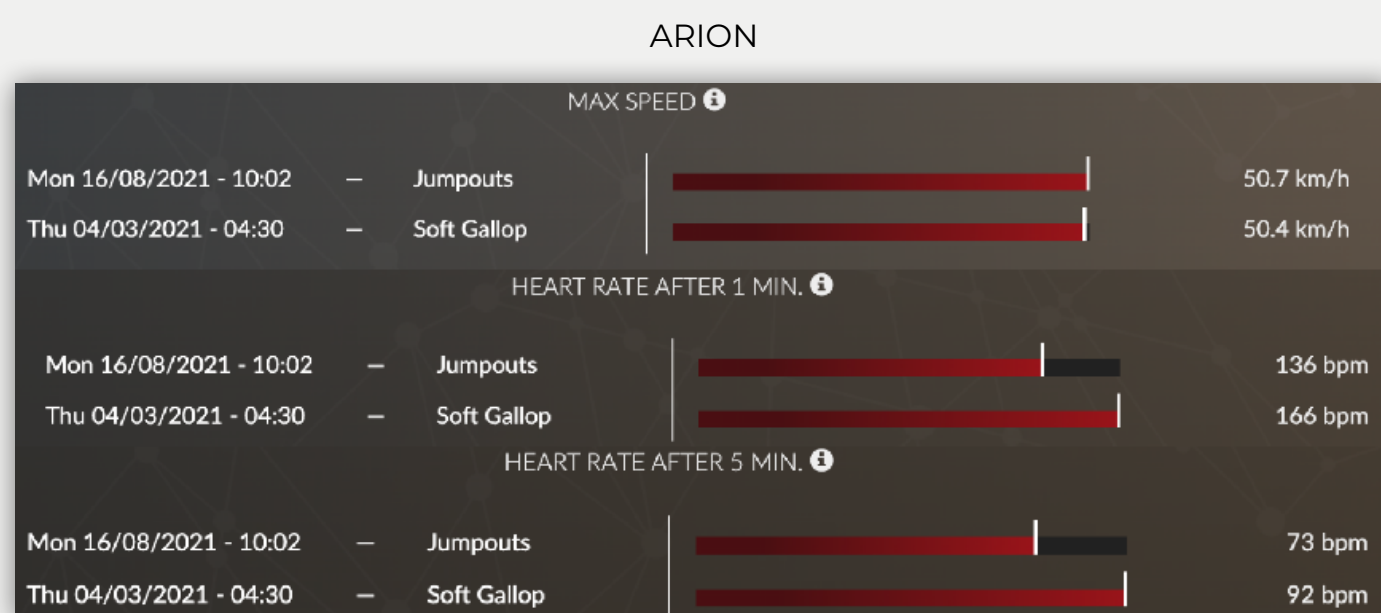 ARION
MAX SPEED
Mon 16/08/2021 - 10:02 – Jumpouts 50.7 km/h
Thu 04/03/2021 - 04:30 – Soft Gallop 50.4 km/h
HEART RATE AFTER 1 MIN.
Mon 16/08/2021 - 10:02 – Jumpouts 136 bpm
Thu 04/03/2021 - 04:30 – Soft Gallop 166 bpm
HEART RATE AFTER 5 MIN.
Mon 16/08/2021 - 10:02 – Jumpouts 73 bpm
Thu 04/03/2021 - 04:30 – Soft Gallop 92 bpm